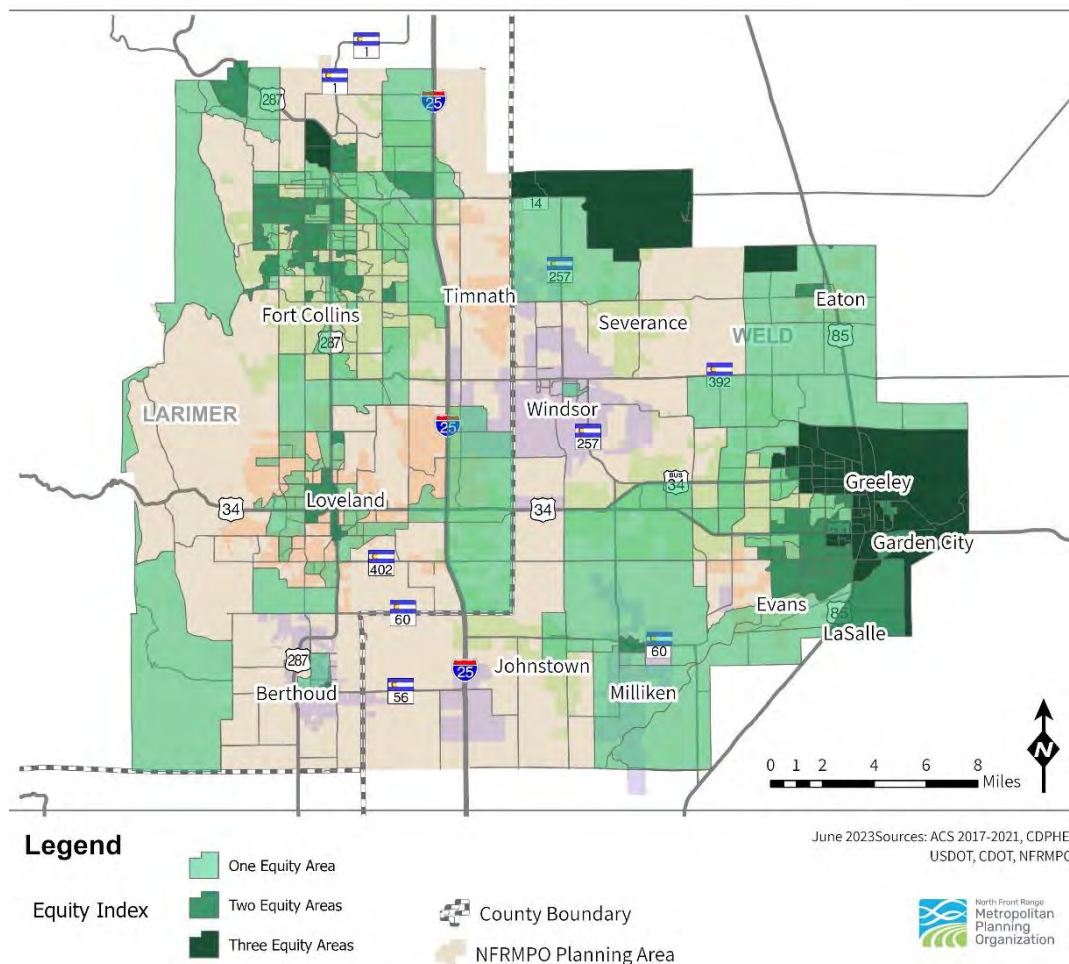 1
1
287
25
14
257
Timnath
Eaton
Fort Collins
Severance
WELD
287
85
392
LARIMER
Windsor
25
257
BUS
34
Greeley
Loveland
34
34
Garden City
402
Evans
60
85
LaSalle
60
287
Johnstown
25
Berthoud
56
Milliken
N
0 1 2 4 6 8
Miles
Legend
June 2023Sources: ACS 2017-2021, CDPHE
USDOT, CDOT, NFRMPO
One Equity Area
Equity Index
Two Equity Areas
County Boundary
Three Equity Areas
NFRMPO Planning Area
North Front Range
Metropolitan
Planning
Organization